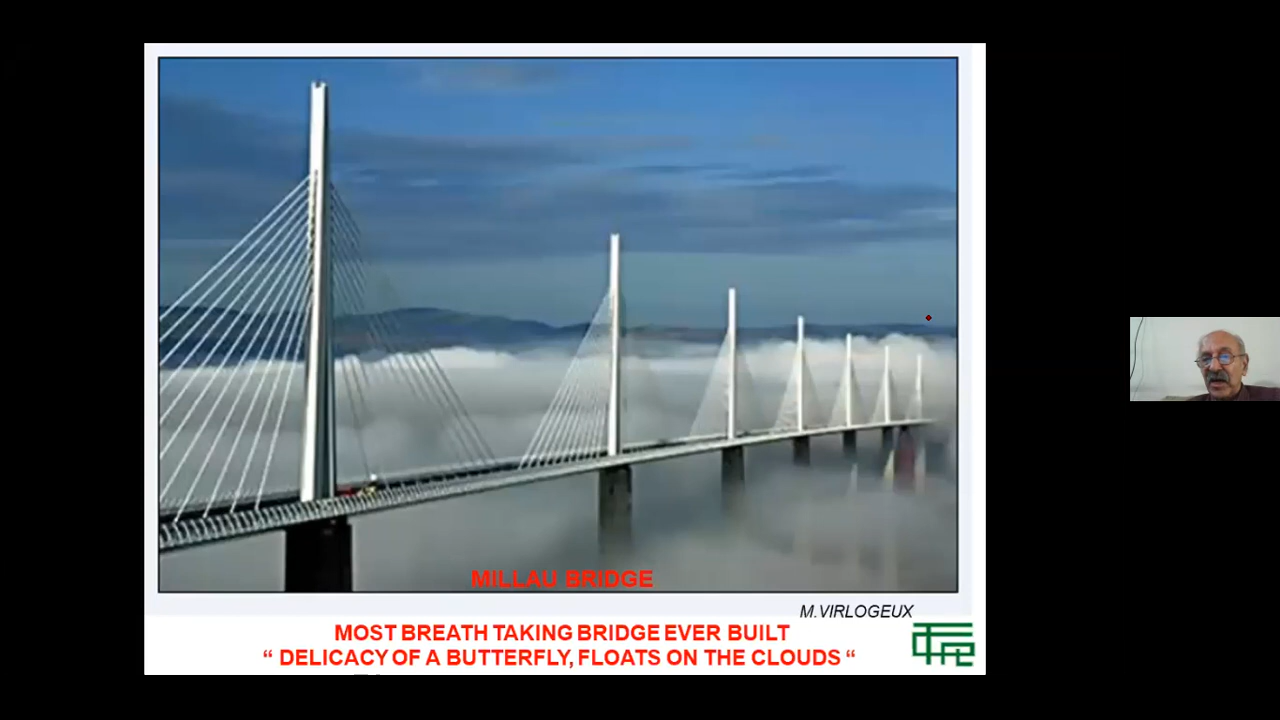 MILLAU BRIDGE
M.VIRLOGEUX
MOST BREATH TAKING BRIDGE EVER BUILT
“ DELICACY OF A BUTTERFLY, FLOATS ON THE CLOUDS “